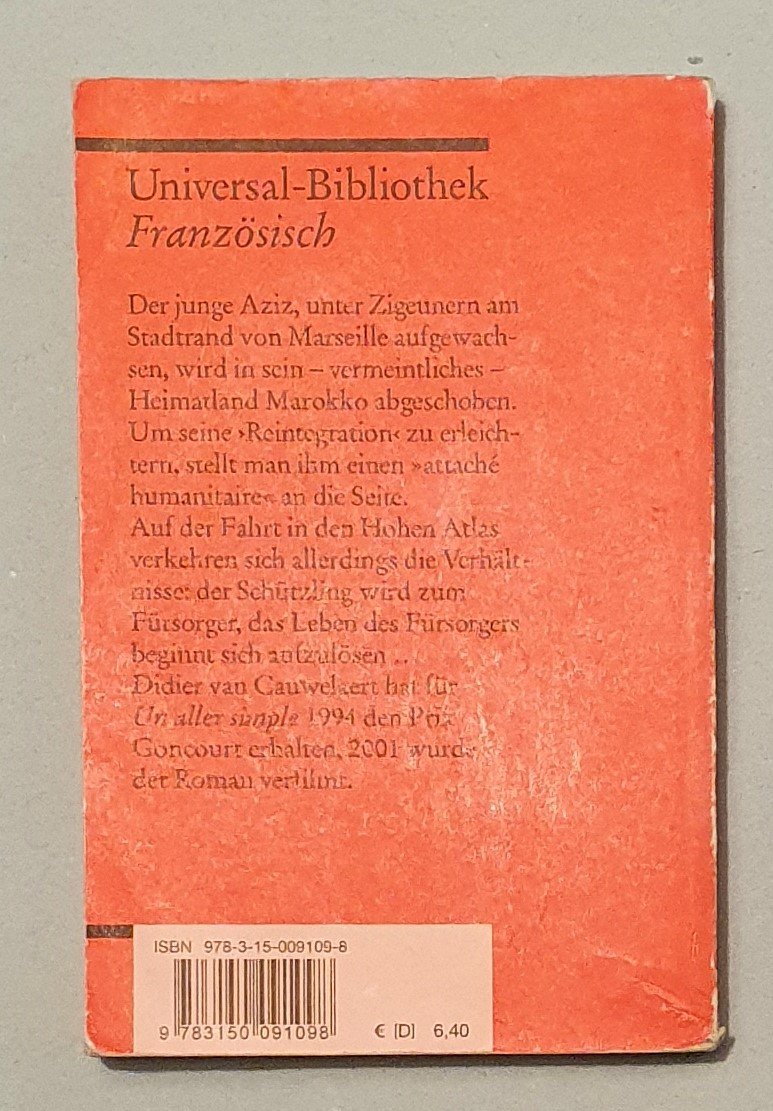 Universal-Bibliothek
Französisch
Der junge Aziz, unter Zigeunern am
Stadtrand von Marseille aufgewach-
sen, wird in sein – vermeintliches –
Heimatland Marokko abgeschoben.
Um seine ›Reintegration‹ zu erleich-
tern, stellt man ihm einen »attaché
humanitaire« an die Seite.
Auf der Fahrt in den Hohen Atlas
verkehren sich allerdings die Verhält-
nisse: der Schützling wird zum
Fürsorger, das Leben des Fürsorgers
beginnt sich aufzulösen ...
Didier van Cauwelaert hat für
Un aller simple 1994 den Prix
Goncourt erhalten, 2001 wurde
der Roman verfilmt.
ISBN 978-3-15-009109-8
9 783150 091098
€ [D] 6,40